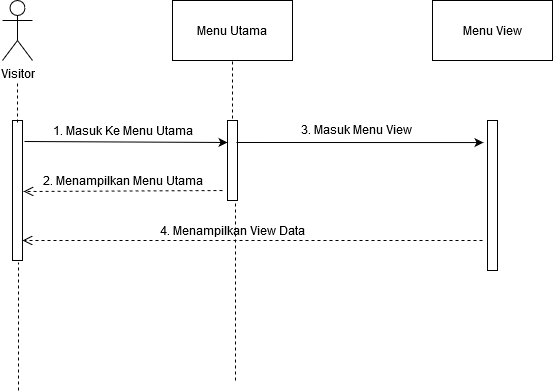 Menu Utama
Menu View
Visitor
1. Masuk Ke Menu Utama
3. Masuk Menu View
2. Menampilkan Menu Utama
4. Menampilkan View Data